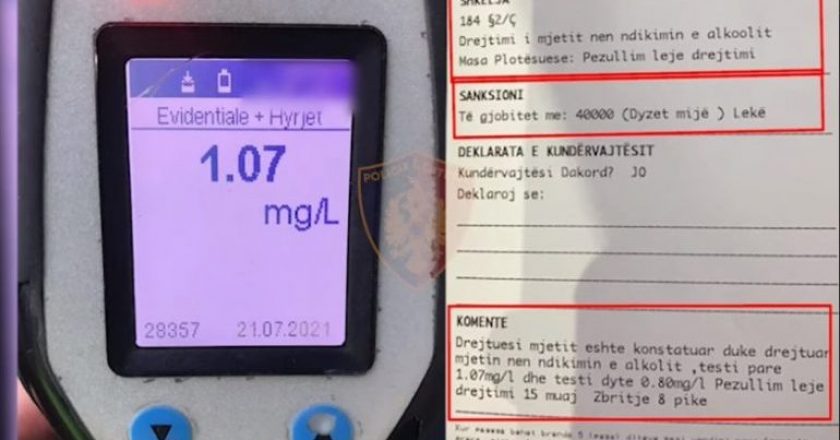 Evidentiale + Hyrjet
1.07
mg/L
28357 21.07.2021
184 §2/Ç
Drejtimi i mjetit nen ndikimin e alkoolit
Masa Plotësuese: Pezullim leje drejtimi
SANKSIONI
Të gjobitet me: 40000 (Dyzet mijë ) Lekë
DEKLARATA E KUNDËRVAJTËSIT
Kundërvajtësi Dakord? JO
Deklaroj se:
KOMENTE
Drejtuesi mjetit eshte konstatuar duke drejtuar
mjetin nen ndikimin e alkolit ,testi pare
1.07mg/l dhe testi dyte 0.80mg/l Pezullim leje
drejtimi 15 muaj Zbritje 8 pike